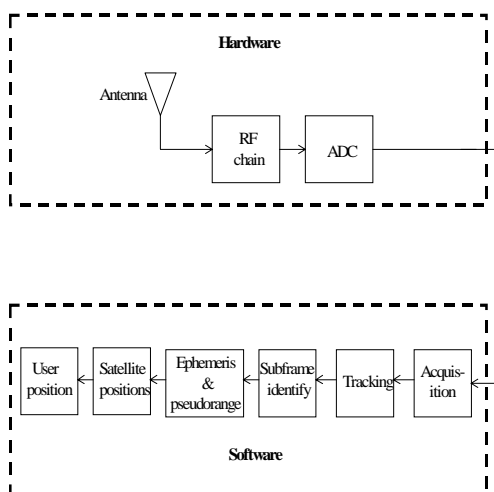 Hardware
Antenna
RF
chain
ADC
User
position
Satellite
positions
Ephemeris
&
pseudorange
Subframe
identify
Tracking
Acquis-
ition
Software